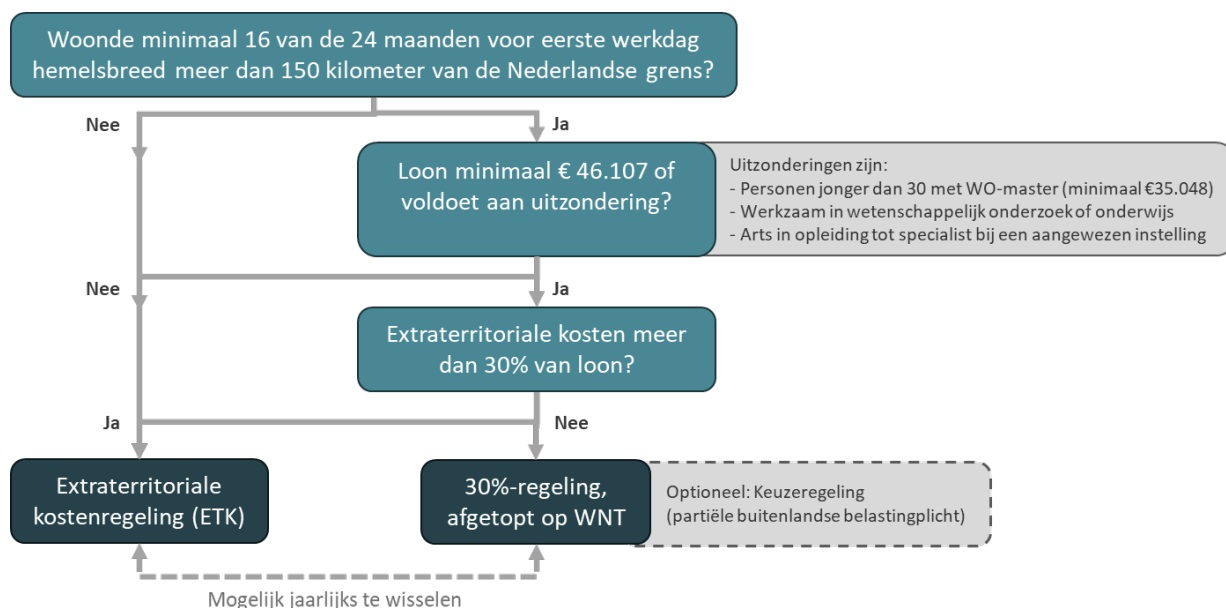 Woonde minimaal 16 van de 24 maanden voor eerste werkdag
hemelsbreed meer dan 150 kilometer van de Nederlandse grens?
Nee
Ja
Loon minimaal € 46.107 of
voldoet aan uitzondering?
Uitzonderingen zijn:
- Personen jonger dan 30 met WO-master (minimaal €35.048)
- Werkzaam in wetenschappelijk onderzoek of onderwijs
- Arts in opleiding tot specialist bij een aangewezen instelling
Nee
Ja
Extraterritoriale kosten meer
dan 30% van loon?
Ja
Nee
Extraterritoriale
kostenregeling (ETK)
30%-regeling,
afgetopt op WNT
Optioneel: Keuzeregeling
(partiële buitenlandse belastingplicht)
Mogelijk jaarlijks te wisselen